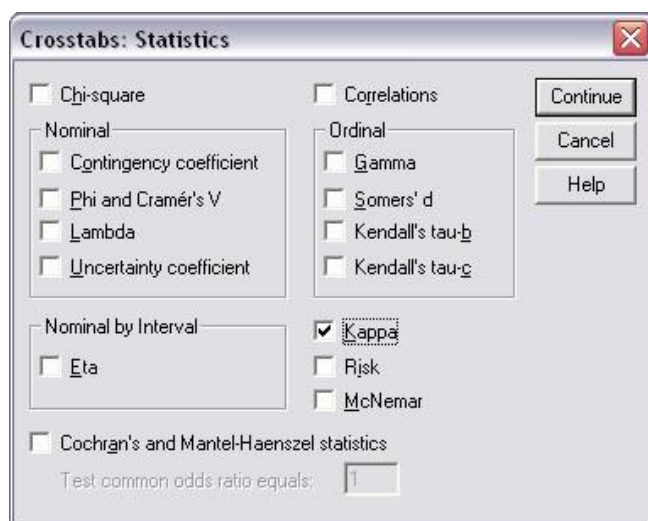 Crosstabs: Statistics
Chi-square
Correlations
Continue
Cancel
Help
Nominal
Contingency coefficient
Phi and Cramér's V
Lambda
Uncertainty coefficient
Ordinal
Gamma
Somers' d
Kendall's tau-b
Kendall's tau-c
Nominal by Interval
Eta
Kappa
Risk
McNemar
Cochran's and Mantel-Haenszel statistics
Test common odds ratio equals: 1